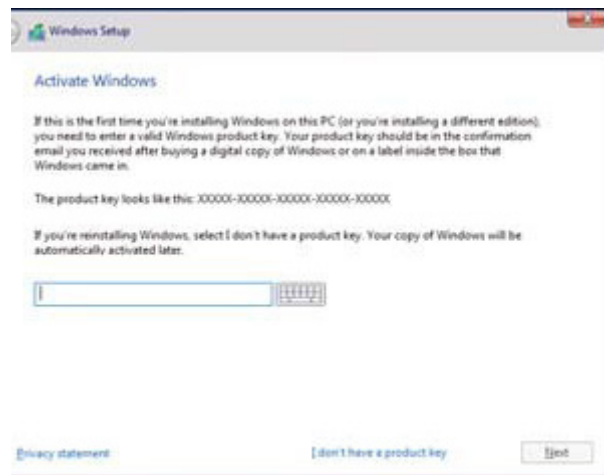 Windows Setup
Activate Windows
If this is the first time you're installing Windows on this PC (or you're installing a different edition),
you need to enter a valid Windows product key. Your product key should be in the confirmation
email you received after buying a digital copy of Windows or on a label inside the box that
Windows came in.
The product key looks like this: XXXXX-XXXXX-XXXXX-XXXXX-XXXXX
If you're reinstalling Windows, select I don't have a product key. Your copy of Windows will be
automatically activated later.
Privacy statement
I don't have a product key
Next